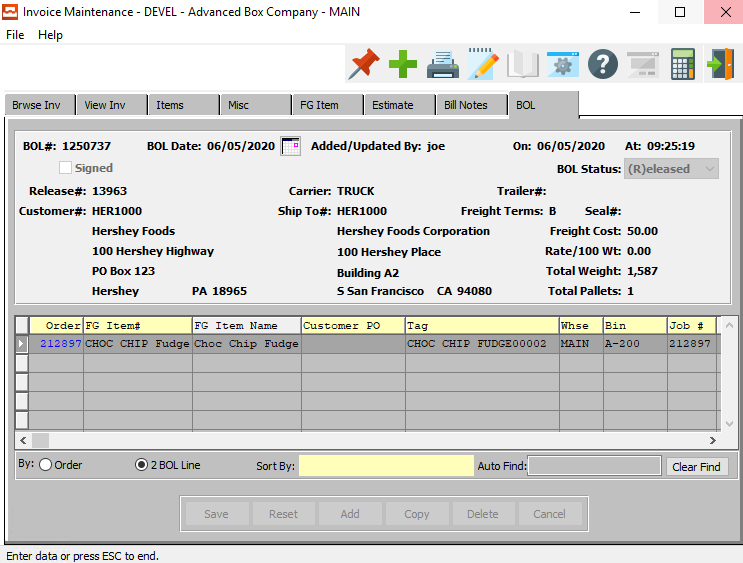 Invoice Maintenance - DEVEL - Advanced Box Company - MAIN
File Help
Brwse Inv View Inv Items Misc FG Item Estimate Bill Notes BOL
BOL#: 1250737 BOL Date: 06/05/2020 Added/Updated By: joe On: 06/05/2020 At: 09:25:19
Signed BOL Status: (R)eleased
Release#: 13963 Carrier: TRUCK Trailer#:
Customer#: HER1000 Ship To#: HER1000 Freight Terms: B Seal#:
Hershey Foods Hershey Foods Corporation Freight Cost: 50.00
100 Hershey Highway 100 Hershey Place Rate/100 Wt: 0.00
PO Box 123 Building A2 Total Weight: 1,587
Hershey PA 18965 S San Francisco CA 94080 Total Pallets: 1
Order FG Item# FG Item Name Customer PO Tag Whse Bin Job #
212897 CHOC CHIP Fudge Choc Chip Fudge CHOC CHIP FUDGE00002 MAIN A-200 212897
By: Order 2 BOL Line Sort By: Auto Find: Clear Find
Save Reset Add Copy Delete Cancel
Enter data or press ESC to end.